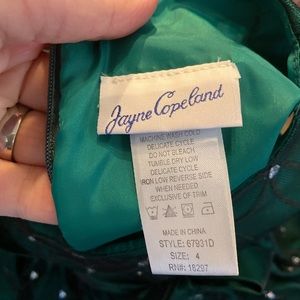 Jayne Copeland
MACHINE WASH COLD
DELICATE CYCLE
DO NOT BLEACH
TUMBLE DRY LOW
DELICATE CYCLE
IRON LOW REVERSE SIDE
WHEN NEEDED
EXCLUSIVE OF TRIM
MADE IN CHINA
STYLE: 67931D
SIZE: 4
RN#: 16297